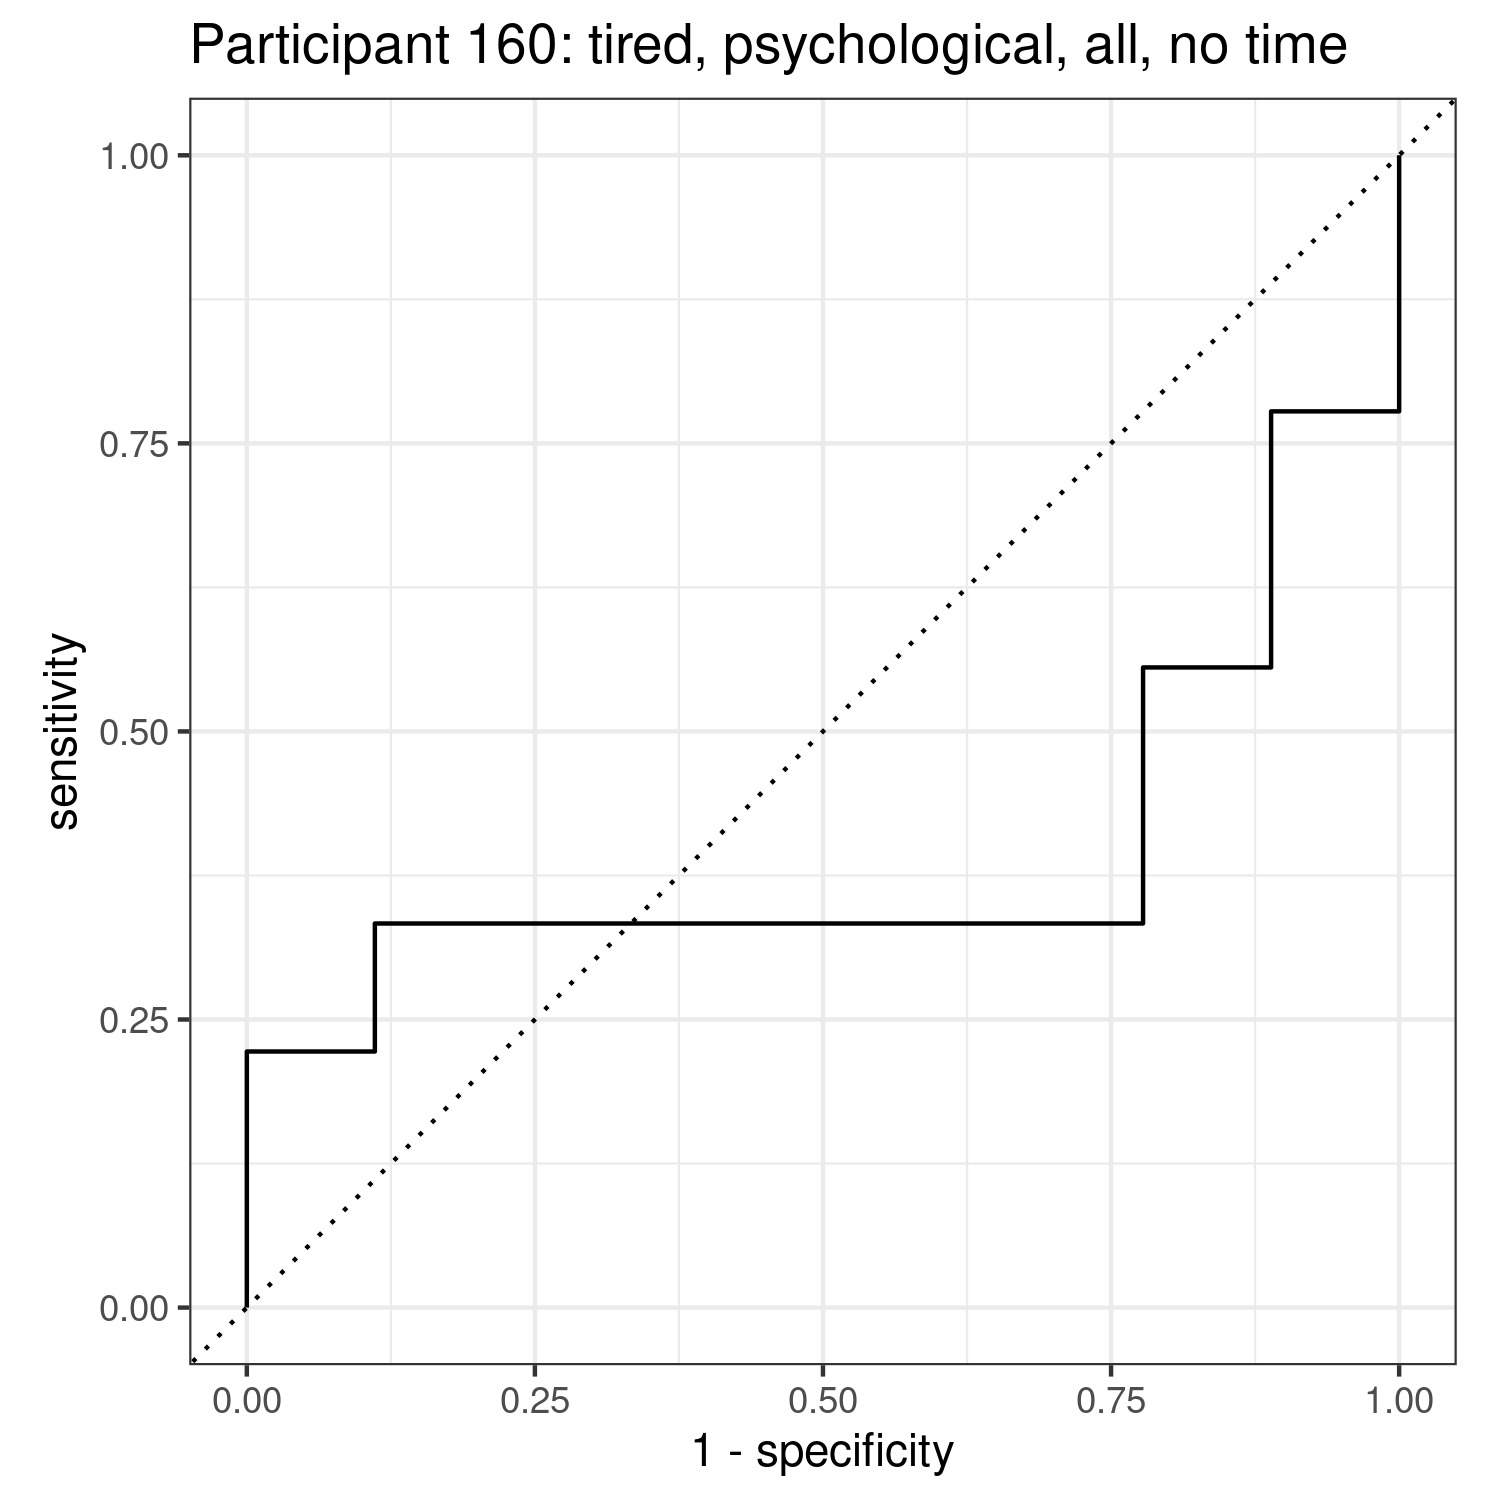 Participant 160: tired, psychological, all, no time
1.00
0.75
0.50
0.25
0.00
sensitivity
0.00 0.25 0.50 0.75 1.00
1 - specificity